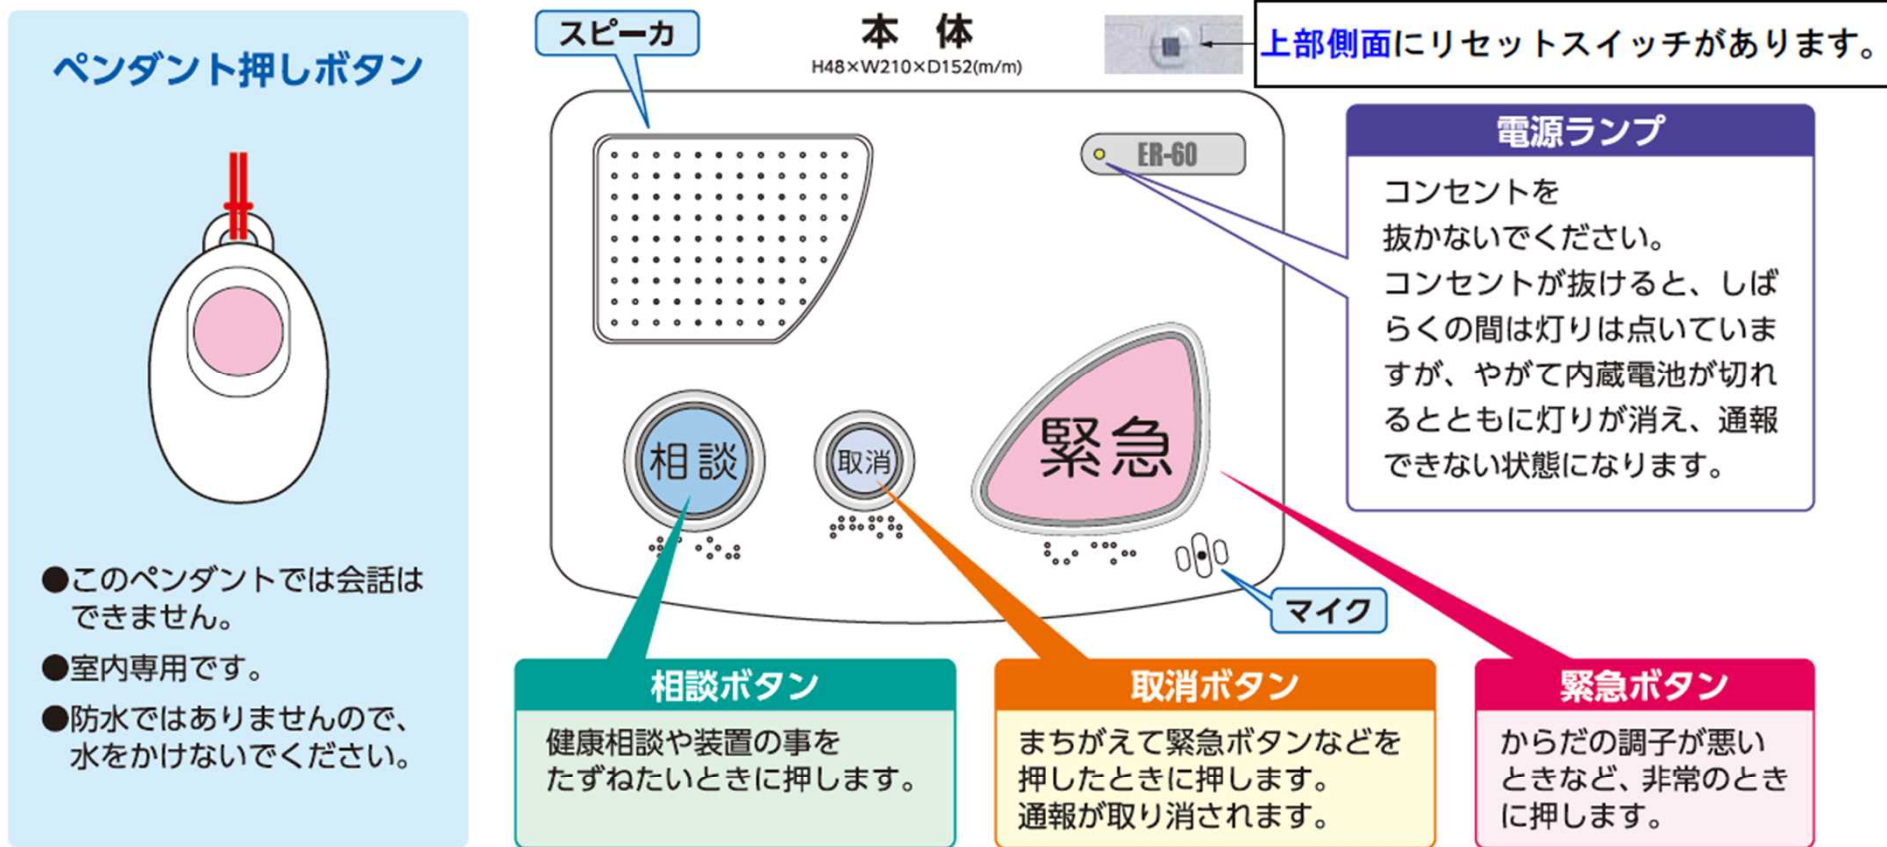 ペンダント押しボタン
●このペンダントでは会話は
できません。
●室内専用です。
●防水ではありませんので、
水をかけないでください。
スピーカ
本 体
H48×W210×D152(m/m)
上部側面にリセットスイッチがあります。
ER-60
電源ランプ
コンセントを
抜かないでください。
コンセントが抜けると、しば
らくの間は灯りは点いていま
すが、やがて内蔵電池が切れ
るとともに灯りが消え、通報
できない状態になります。
相談
取消
緊急
マイク
相談ボタン
健康相談や装置の事を
たずねたいときに押します。
取消ボタン
まちがえて緊急ボタンなどを
押したときに押します。
通報が取り消されます。
緊急ボタン
からだの調子が悪い
ときなど、非常のとき
に押します。